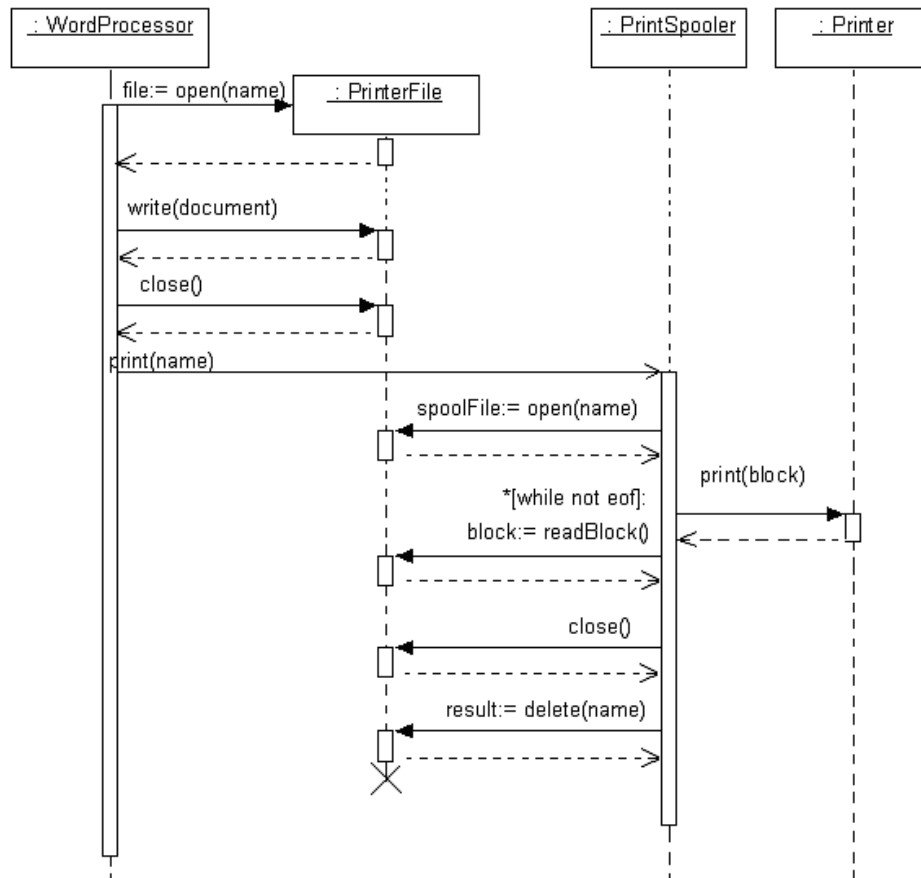 : WordProcessor
: PrintSpooler
: Printer
file:= open(name)
: PrinterFile
write(document)
close()
print(name)
spoolFile:= open(name)
print(block)
*[while not eof]:
block:= readBlock()
close()
result:= delete(name)